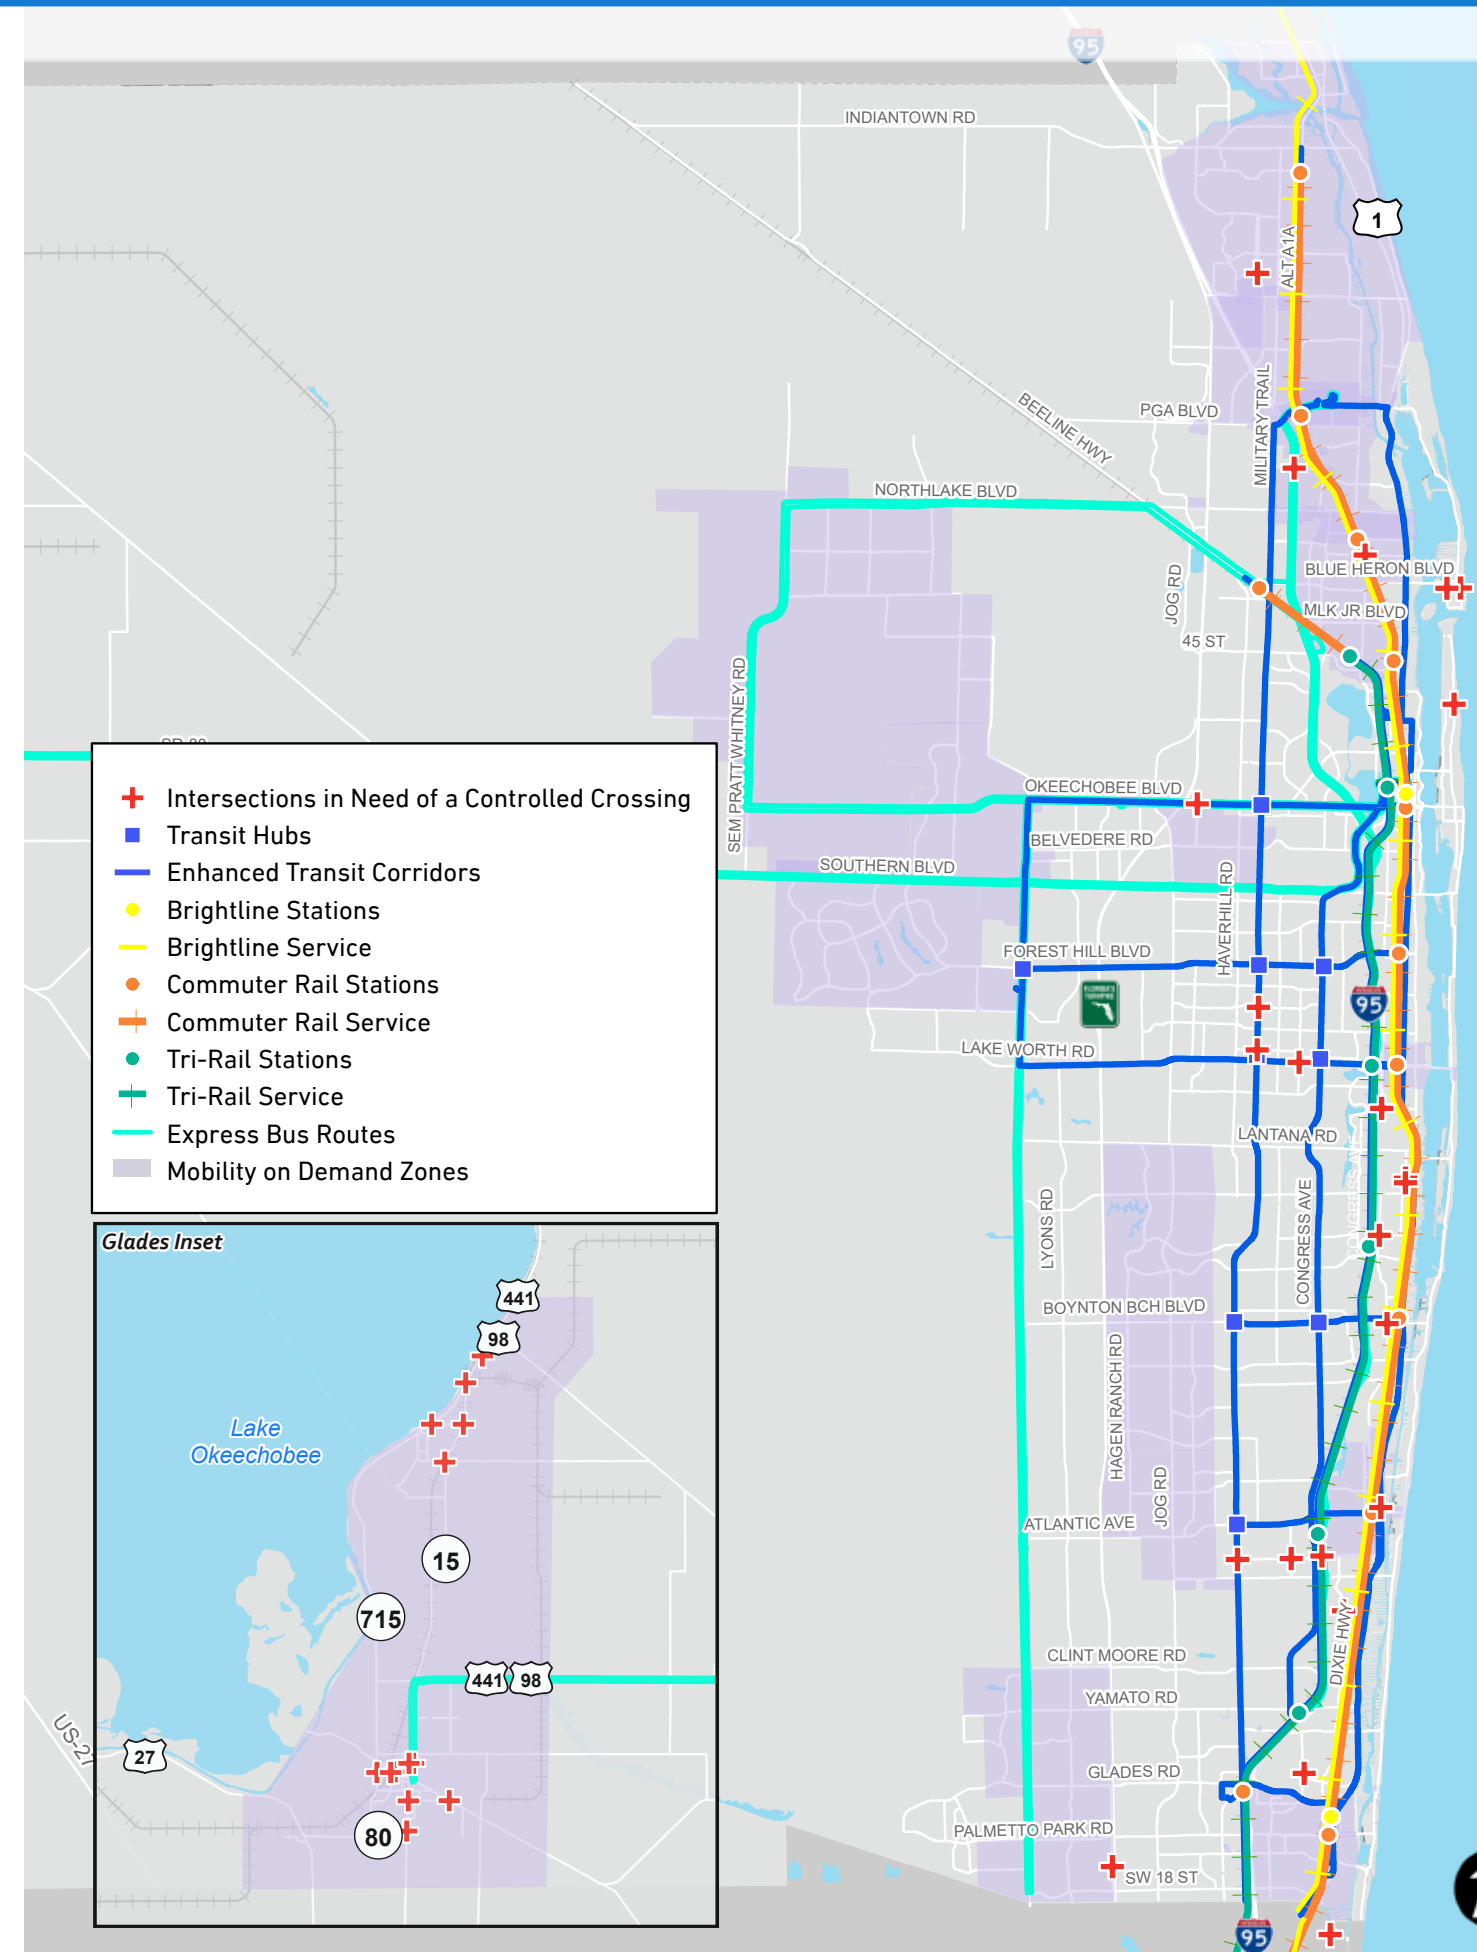 95
INDIANTOWN RD
1
ALT A1A
MILITARY TRAIL
PGA BLVD
BEELINE HWY
NORTHLAKE BLVD
JOG RD
BLUE HERON BLVD
MLK JR BLVD
45 ST
SEM PRATT WHITNEY RD
OKEECHOBEE BLVD
BELVEDERE RD
SOUTHERN BLVD
HAVERHILL RD
FOREST HILL BLVD
FLORIDA'S
TURNPIKE
95
LAKE WORTH RD
LANTANA RD
CONGRESS AVE
LYONS RD
CONGRESS AVE
BOYNTON BCH BLVD
HAGEN RANCH RD
JOG RD
ATLANTIC AVE
DIXIE HWY
CLINT MOORE RD
YAMATO RD
GLADES RD
PALMETTO PARK RD
SW 18 ST
95
Intersections in Need of a Controlled Crossing
Transit Hubs
Enhanced Transit Corridors
Brightline Stations
Brightline Service
Commuter Rail Stations
Commuter Rail Service
Tri-Rail Stations
Tri-Rail Service
Express Bus Routes
Mobility on Demand Zones
Glades Inset
441
98
Lake
Okeechobee
15
715
441 98
US-27
27
80